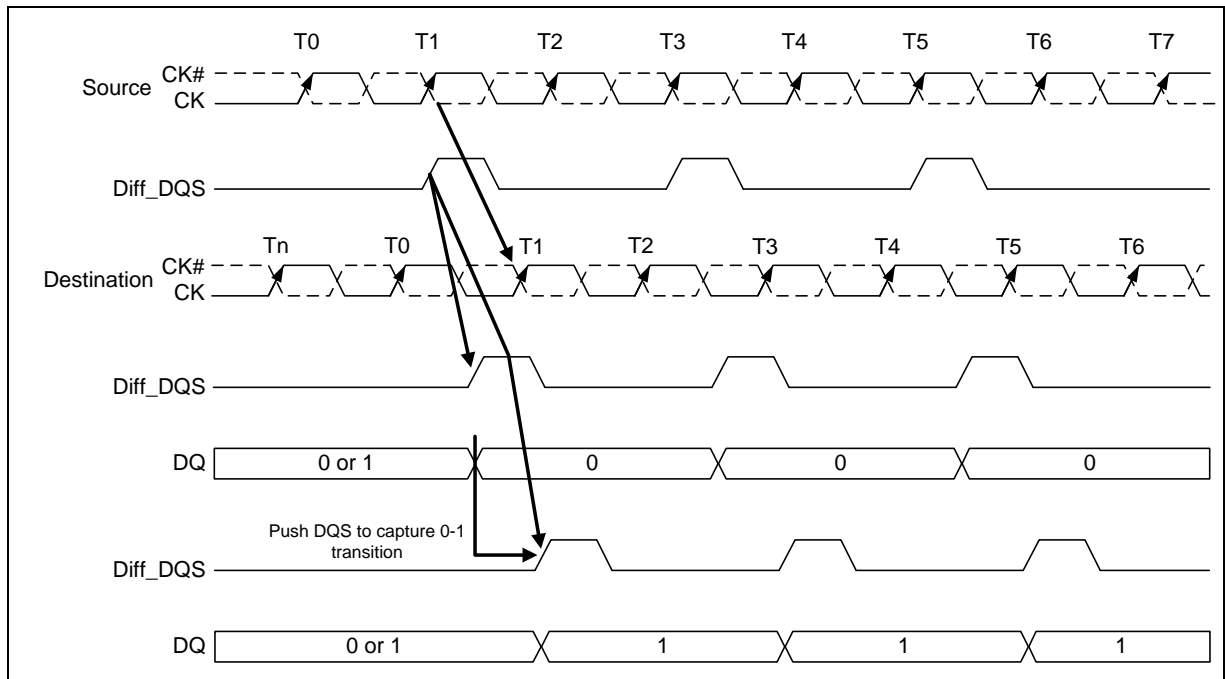 T0 T1 T2 T3 T4 T5 T6 T7
Source CK#
CK
Diff_DQS
Tn T0 T1 T2 T3 T4 T5 T6
Destination CK#
CK
Diff_DQS
DQ 0 or 1 0 0 0
Push DQS to capture 0-1
transition
Diff_DQS
DQ 0 or 1 1 1 1